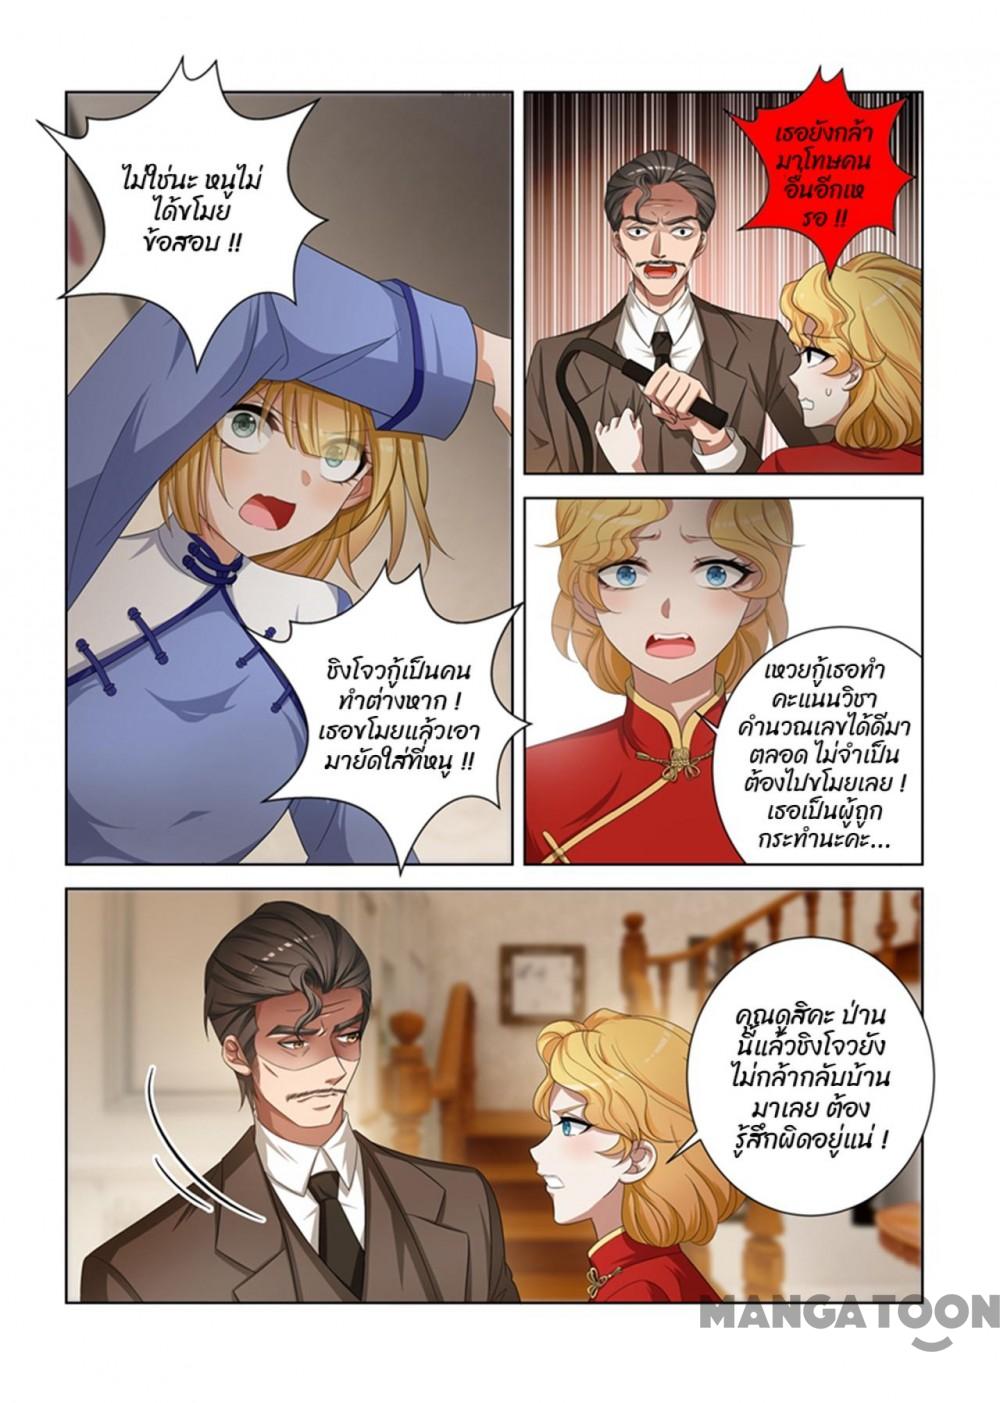 ไม่ใช่นะ หนูไม่
ได้ขโมย
ข้อสอบ !!
เธอยังกล้า
มาโทษคน
อื่นอีกเห
รอ !!
ชิงโจวกู้เป็นคน
ทำต่างหาก !
เธอขโมยแล้วเอา
มายัดใส่ที่หนู !!
เหวยกู้เธอทำ
คะแนนวิชา
คำนวณเลขได้ดีมา
ตลอด ไม่จำเป็น
ต้องไปขโมยเลย !
เธอเป็นผู้ถูก
กระทำนะคะ...
คุณดูสิคะ ป่าน
นี้แล้วชิงโจวยัง
ไม่กล้ากลับบ้าน
มาเลย ต้อง
รู้สึกผิดอยู่แน่ !
MANGATOON